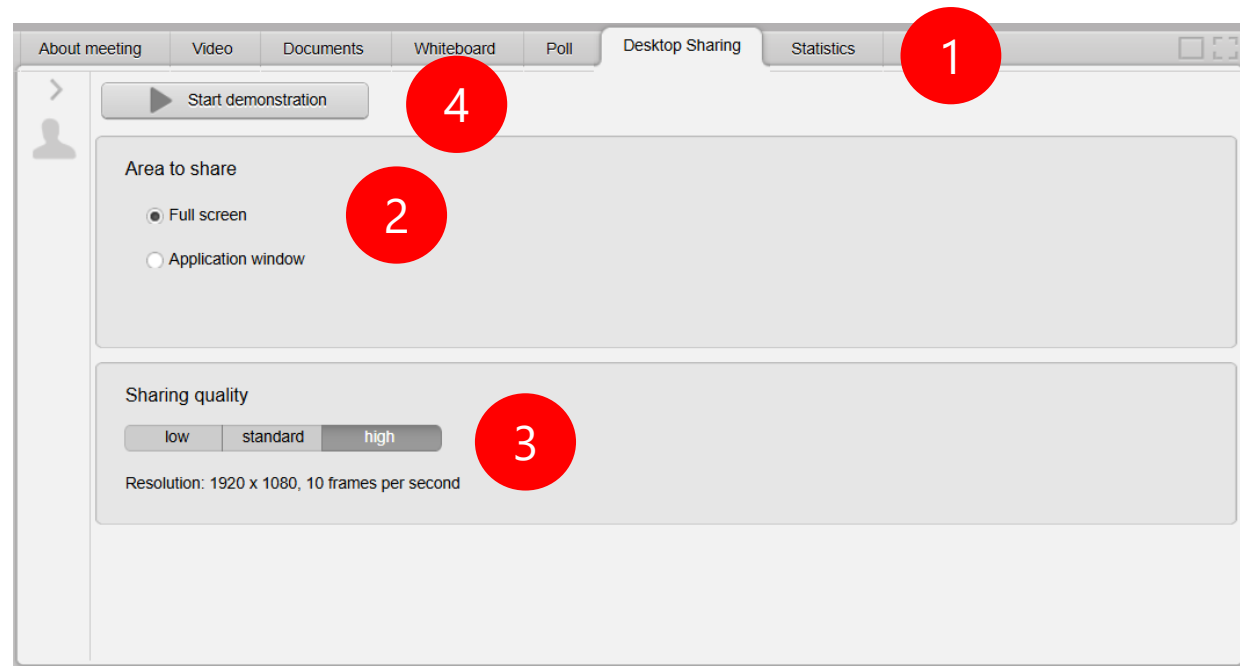 About meeting Video Documents Whiteboard Poll Desktop Sharing Statistics 1
Start demonstration 4
Area to share
Full screen 2
Application window
Sharing quality
low standard high 3
Resolution: 1920 x 1080, 10 frames per second